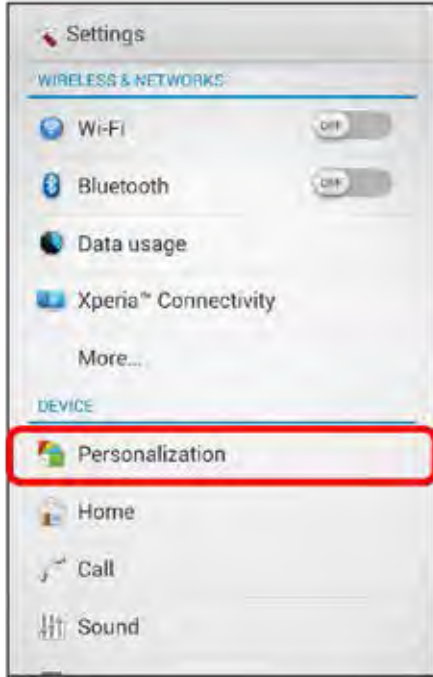 Settings
WIRELESS & NETWORKS
Wi-Fi OFF
Bluetooth OFF
Data usage
Xperia™ Connectivity
More...
DEVICE
Personalization
Home
Call
Sound